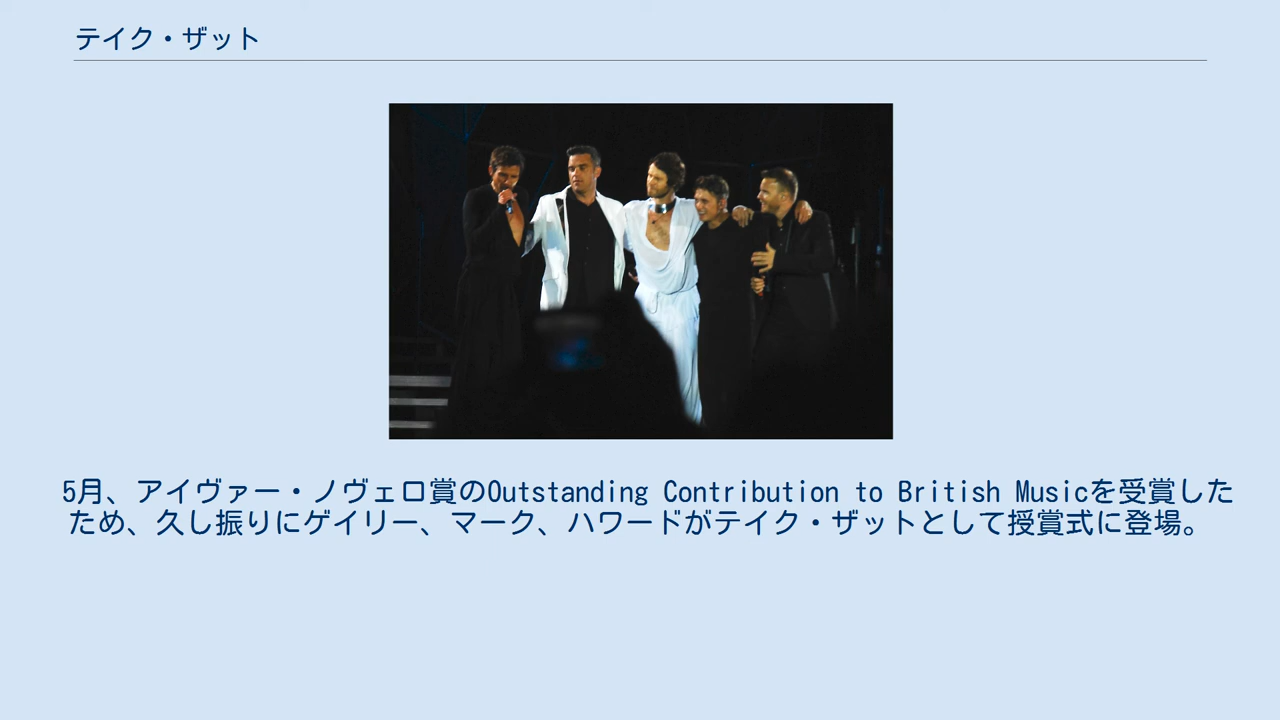 テイク・ザット
5月、アイヴァー・ノヴェロ賞のOutstanding Contribution to British Musicを受賞した
ため、久し振りにゲイリー、マーク、ハワードがテイク・ザットとして授賞式に登場。